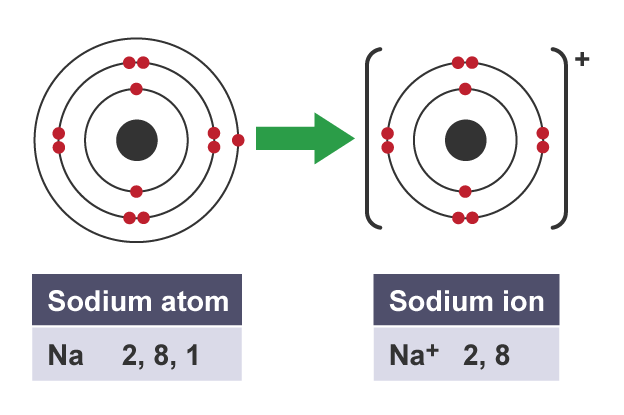 +
Sodium atom
Na 2, 8, 1
Sodium ion
Na⁺ 2, 8